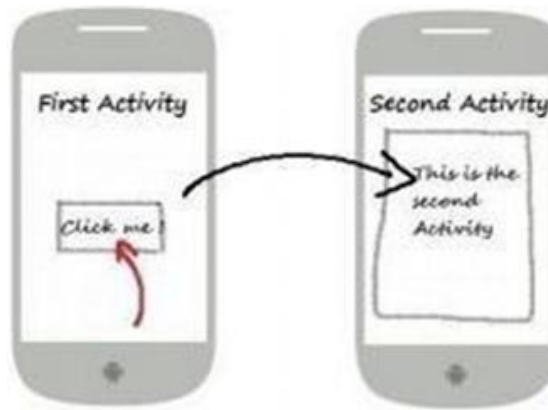 First Activity
Click me!
Second Activity
This is the
second
Activity